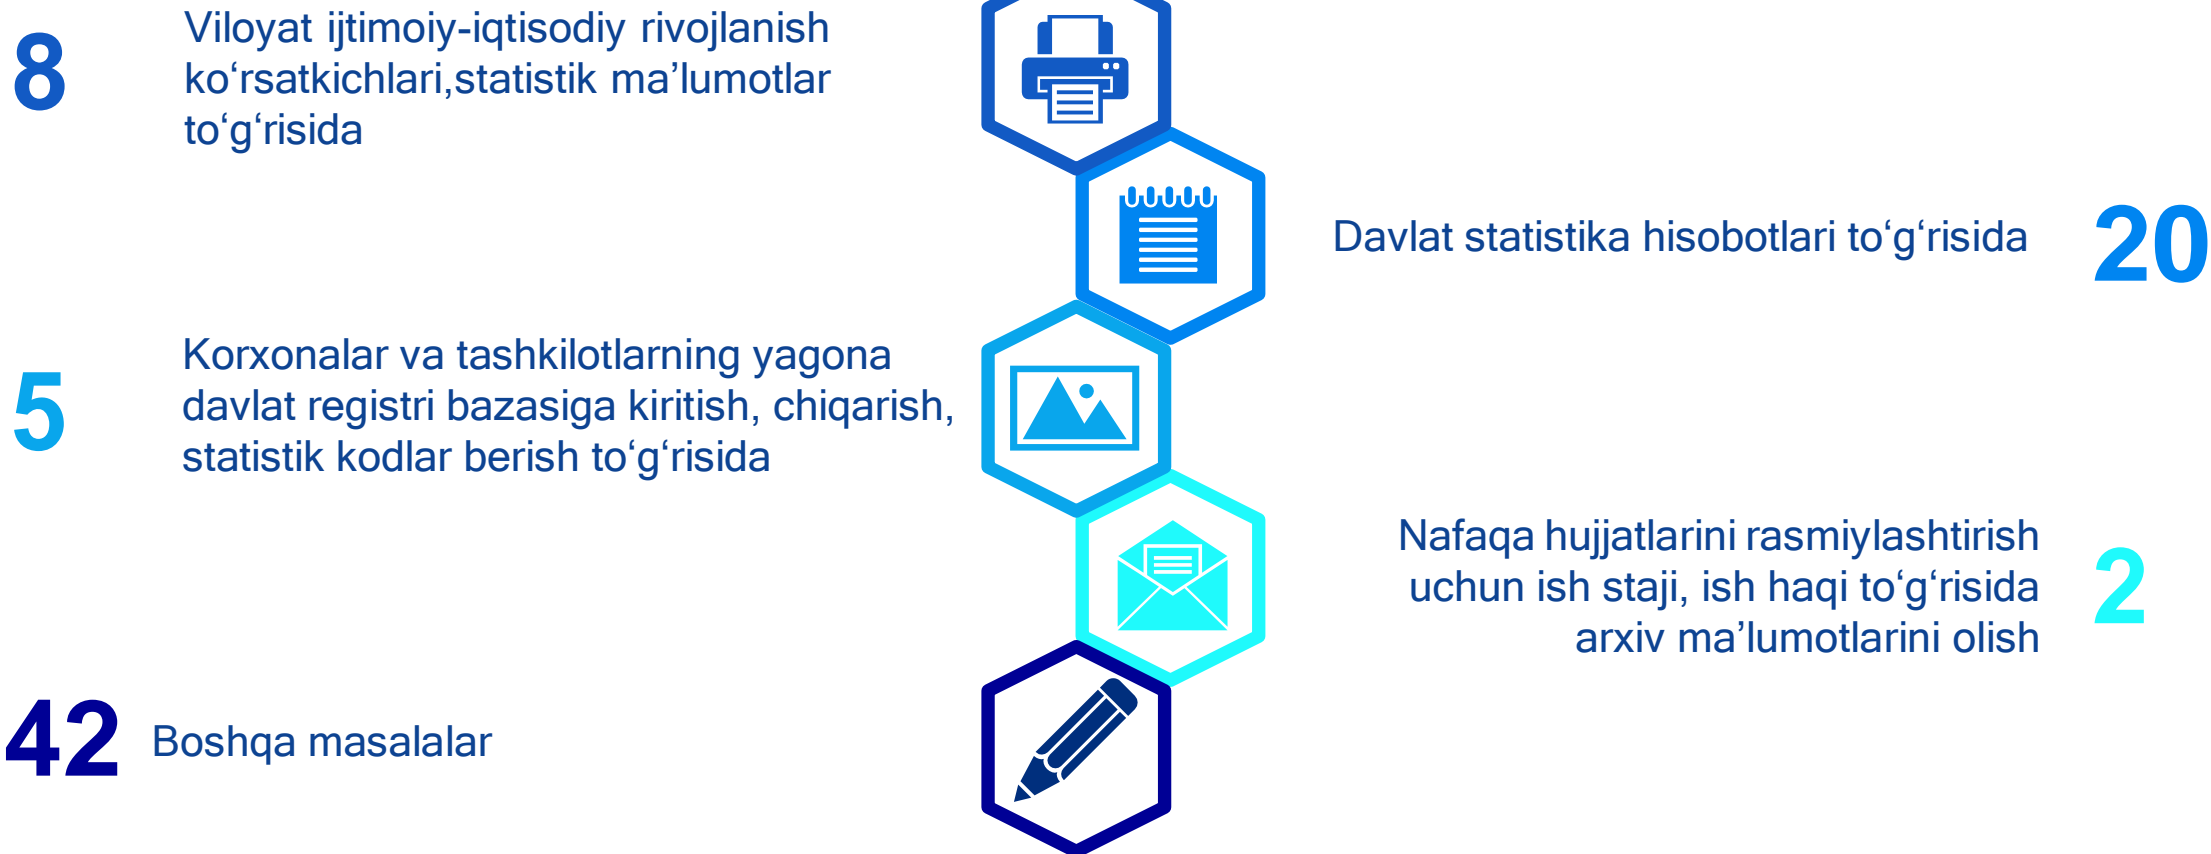 8
Viloyat ijtimoiy-iqtisodiy rivojlanish
ko‘rsatkichlari,statistik ma’lumotlar
to‘g‘risida
Davlat statistika hisobotlari to‘g‘risida
20
5
Korxonalar va tashkilotlarning yagona
davlat registri bazasiga kiritish, chiqarish,
statistik kodlar berish to‘g‘risida
Nafaqa hujjatlarini rasmiylashtirish
uchun ish staji, ish haqi to‘g‘risida
arxiv ma’lumotlarini olish
2
42
Boshqa masalalar